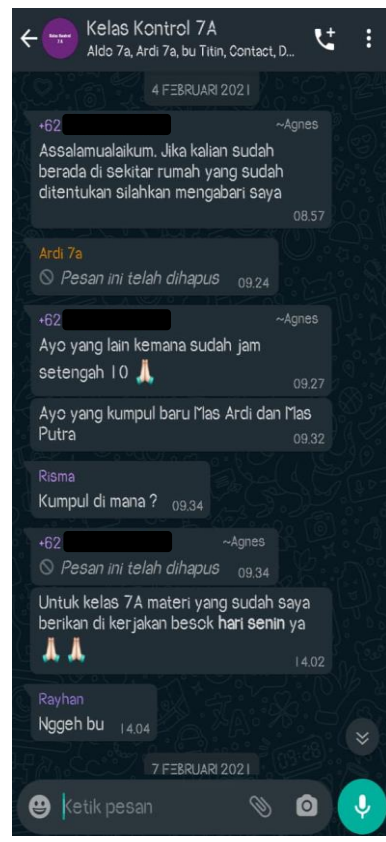 Kelas Kontrol 7A
Aldo 7a, Ardi 7a, bu Titin, Contact, D...
4 FEBRUARI 2021
+62 ~Agnes
Assalamualaikum. Jika kalian sudah
berada di sekitar rumah yang sudah
ditentukan silahkan mengabari saya
08.57
Ardi 7a
Pesan ini telah dihapus 09.24
+62 ~Agnes
Ayo yang lain kemana sudah jam
setengah 10 🙏🏻
09.27
Ayo yang kumpul baru Mas Ardi dan Mas
Putra
09.32
Risma
Kumpul di mana ? 09.34
+62 ~Agnes
Pesan ini telah dihapus 09.34
Untuk kelas 7A materi yang sudah saya
berikan di kerjakan besok hari senin ya
🙏🏻 🙏🏻
14.02
Rayhan
Nggeh bu 14.04
7 FEBRUARI 2021
Ketik pesan